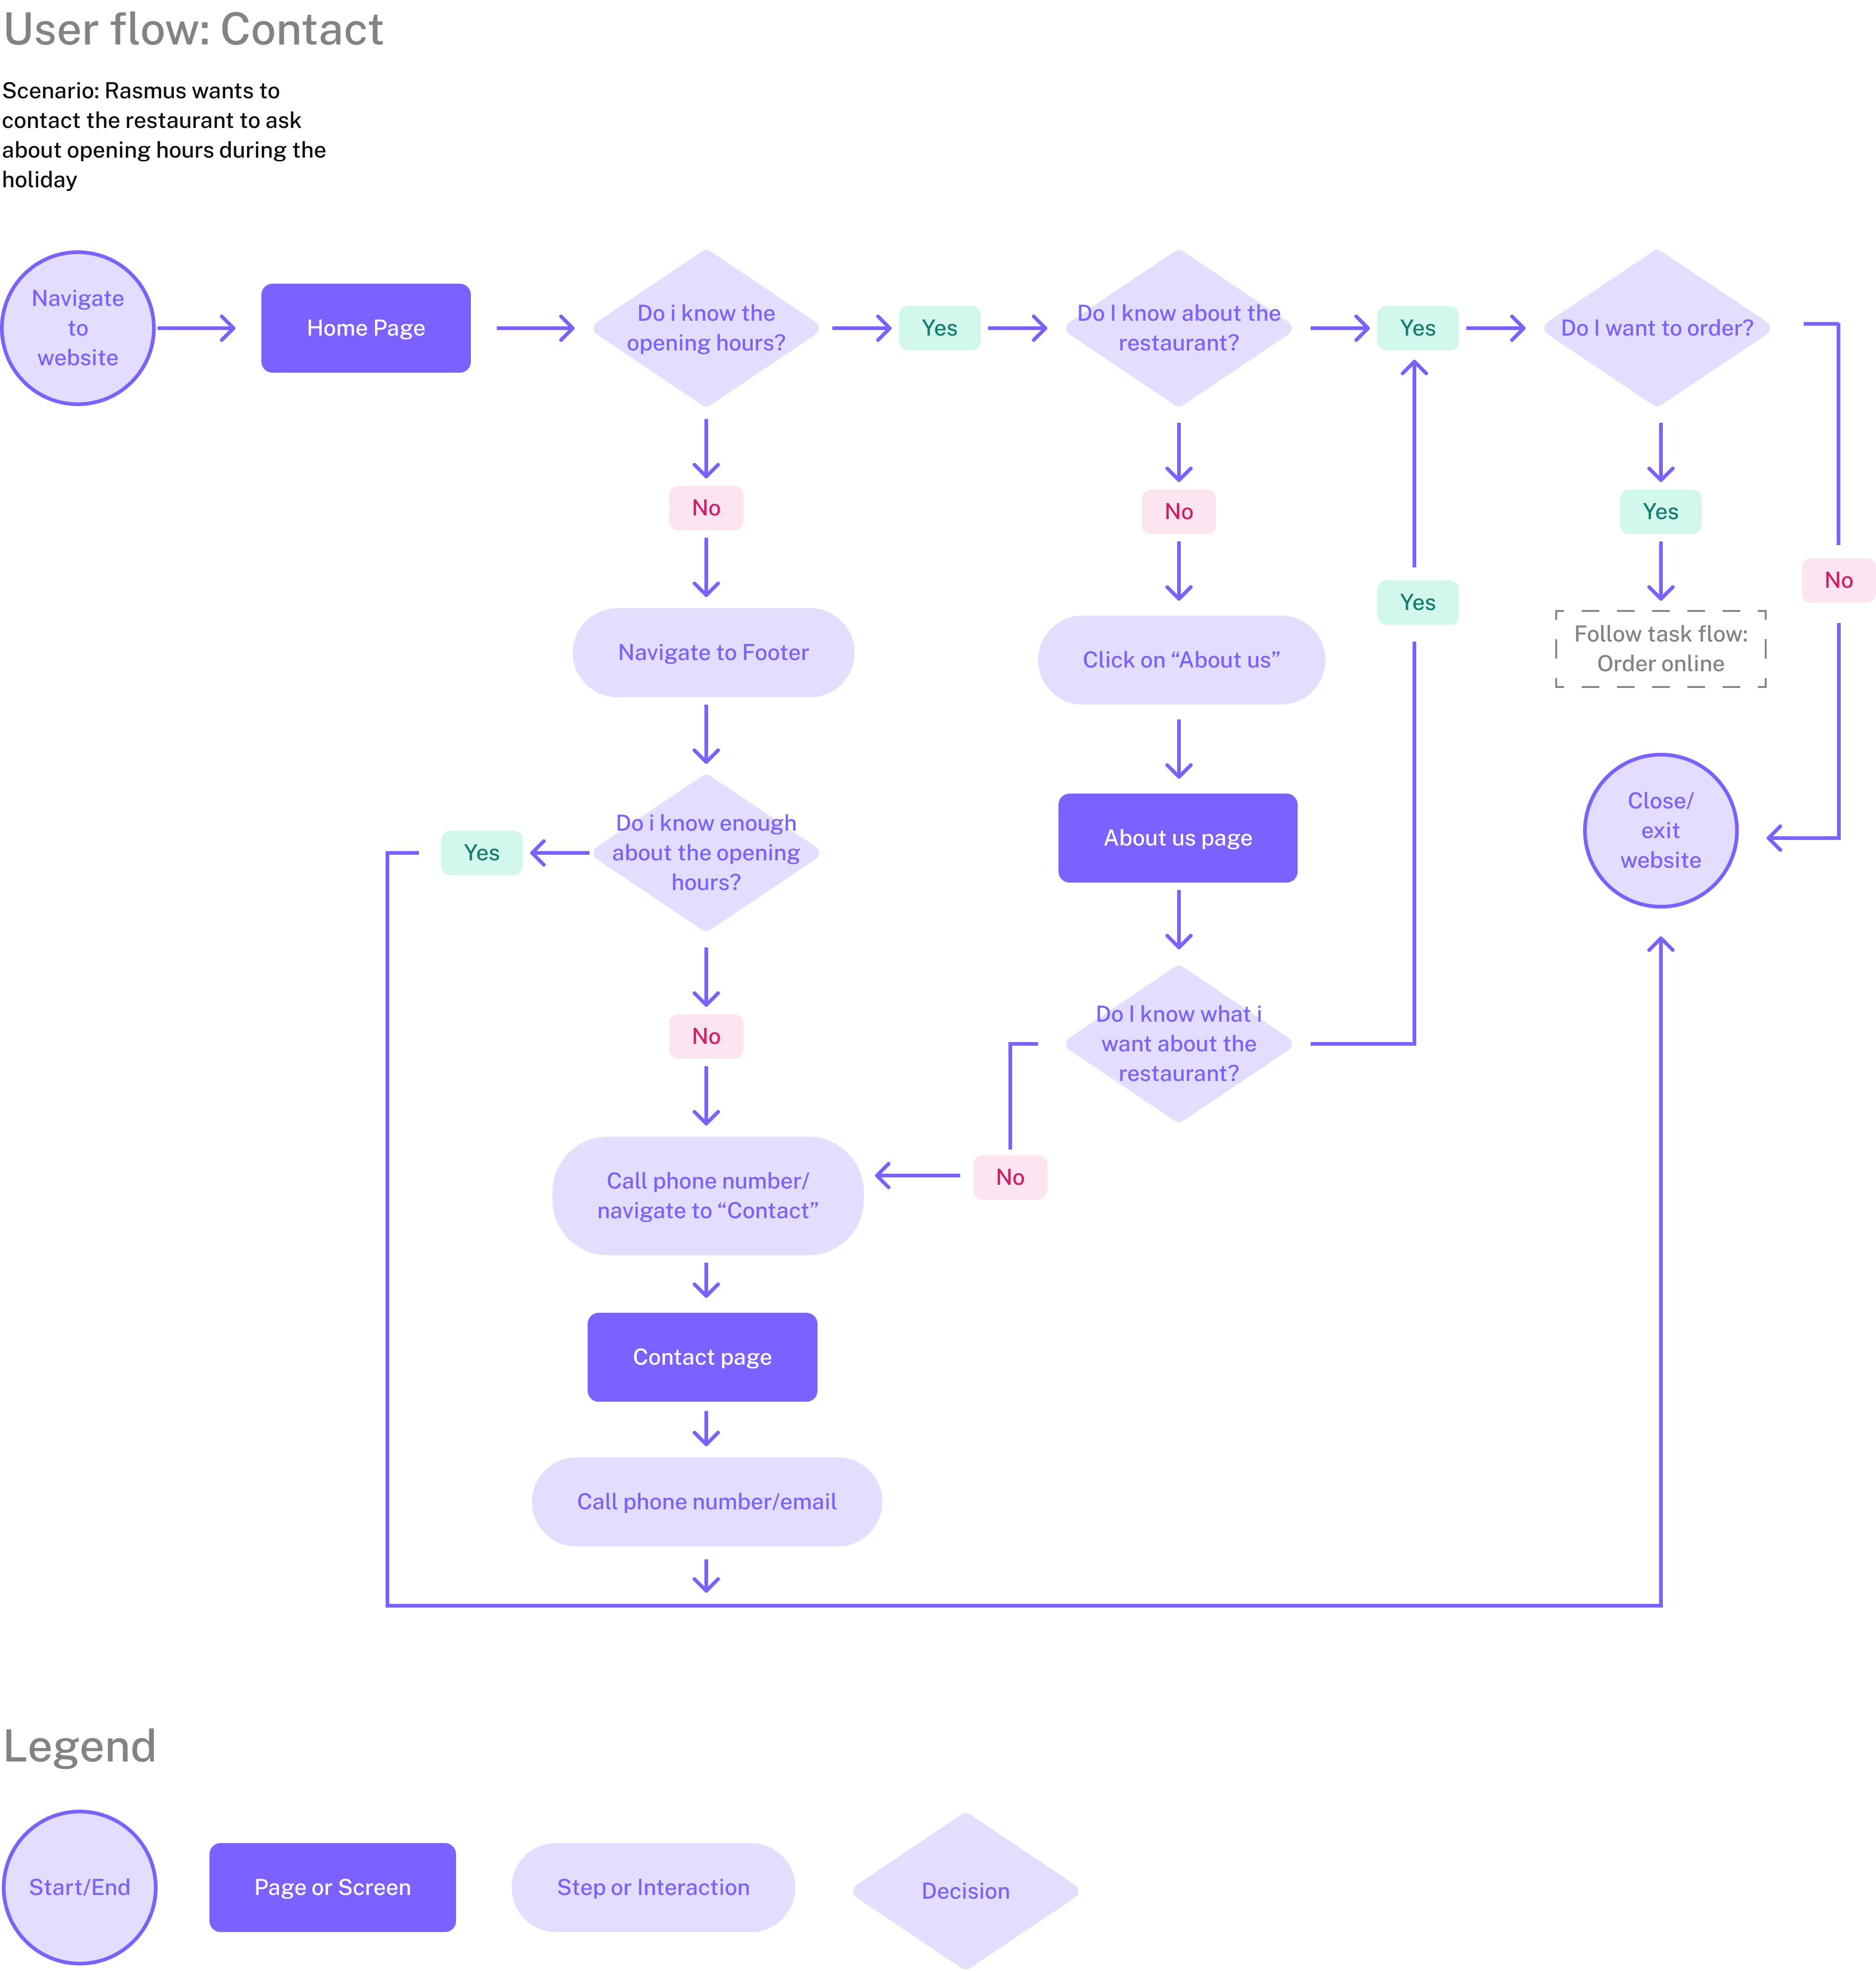 User flow: Contact
Scenario: Rasmus wants to
contact the restaurant to ask
about opening hours during the
holiday
Navigate
to
website
Home Page
Do i know the
opening hours?
Yes
Do I know about the
restaurant?
Yes
Do I want to order?
No
No
Yes
No
Yes
Navigate to Footer
Click on “About us”
Follow task flow:
Order online
Yes
Do i know enough
about the opening
hours?
About us page
Close/
exit
website
No
Do I know what i
want about the
restaurant?
No
Call phone number/
navigate to “Contact”
Contact page
Call phone number/email
Legend
Start/End
Page or Screen
Step or Interaction
Decision